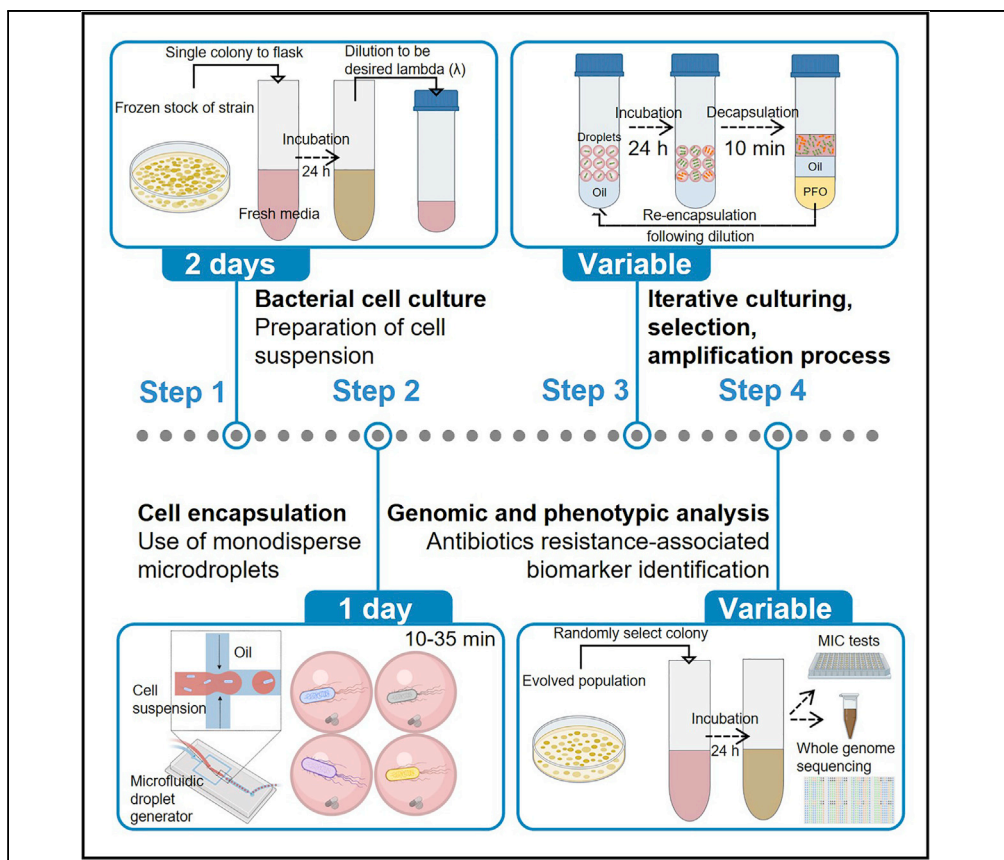 Single colony to flask
Dilution to be
desired lambda (λ)
Frozen stock of strain
Incubation
24 h
Fresh media
2 days
Bacterial cell culture
Preparation of cell
suspension
Step 1
Step 2
Incubation
24 h
Decapsulation
10 min
Droplets
Oil
Oil
PFO
Re-encapsulation
following dilution
Variable
Iterative culturing,
selection,
amplification process
Step 3
Step 4
Cell encapsulation
Use of monodisperse
microdroplets
1 day
10-35 min
Oil
Cell
suspension
Microfluidic
droplet
generator
Genomic and phenotypic analysis
Antibiotics resistance-associated
biomarker identification
Variable
Randomly select colony
Evolved population
Incubation
24 h
MIC tests
Whole genome
sequencing